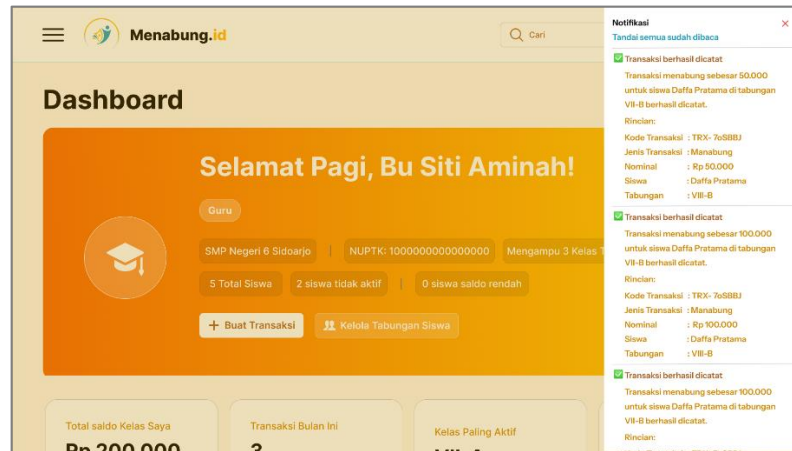 Menabung.id
Cari
Dashboard
Selamat Pagi, Bu Siti Aminah!
Guru
SMP Negeri 6 Sidoarjo | NUPTK: 1000000000000000 Mengampu 3 Kelas T
5 Total Siswa 2 siswa tidak aktif | 0 siswa saldo rendah
+ Buat Transaksi Kelola Tabungan Siswa
Total saldo Kelas Saya
Rp 200.000
Transaksi Bulan Ini
3
Kelas Paling Aktif
Notifikasi
Tandai semua sudah dibaca
Transaksi berhasil dicatat
Transaksi menabung sebesar 50.000
untuk siswa Daffa Pratama di tabungan
VII-B berhasil dicatat.
Rincian:
Kode Transaksi : TRX- 7oSBBJ
Jenis Transaksi : Manabung
Nominal : Rp 50.000
Siswa : Daffa Pratama
Tabungan : VIII-B
Transaksi berhasil dicatat
Transaksi menabung sebesar 100.000
untuk siswa Daffa Pratama di tabungan
VII-B berhasil dicatat.
Rincian:
Kode Transaksi : TRX- 7oSBBJ
Jenis Transaksi : Manabung
Nominal : Rp 100.000
Siswa : Daffa Pratama
Tabungan : VIII-B
Transaksi berhasil dicatat
Transaksi menabung sebesar 100.000
untuk siswa Daffa Pratama di tabungan
VII-B berhasil dicatat.
Rincian: